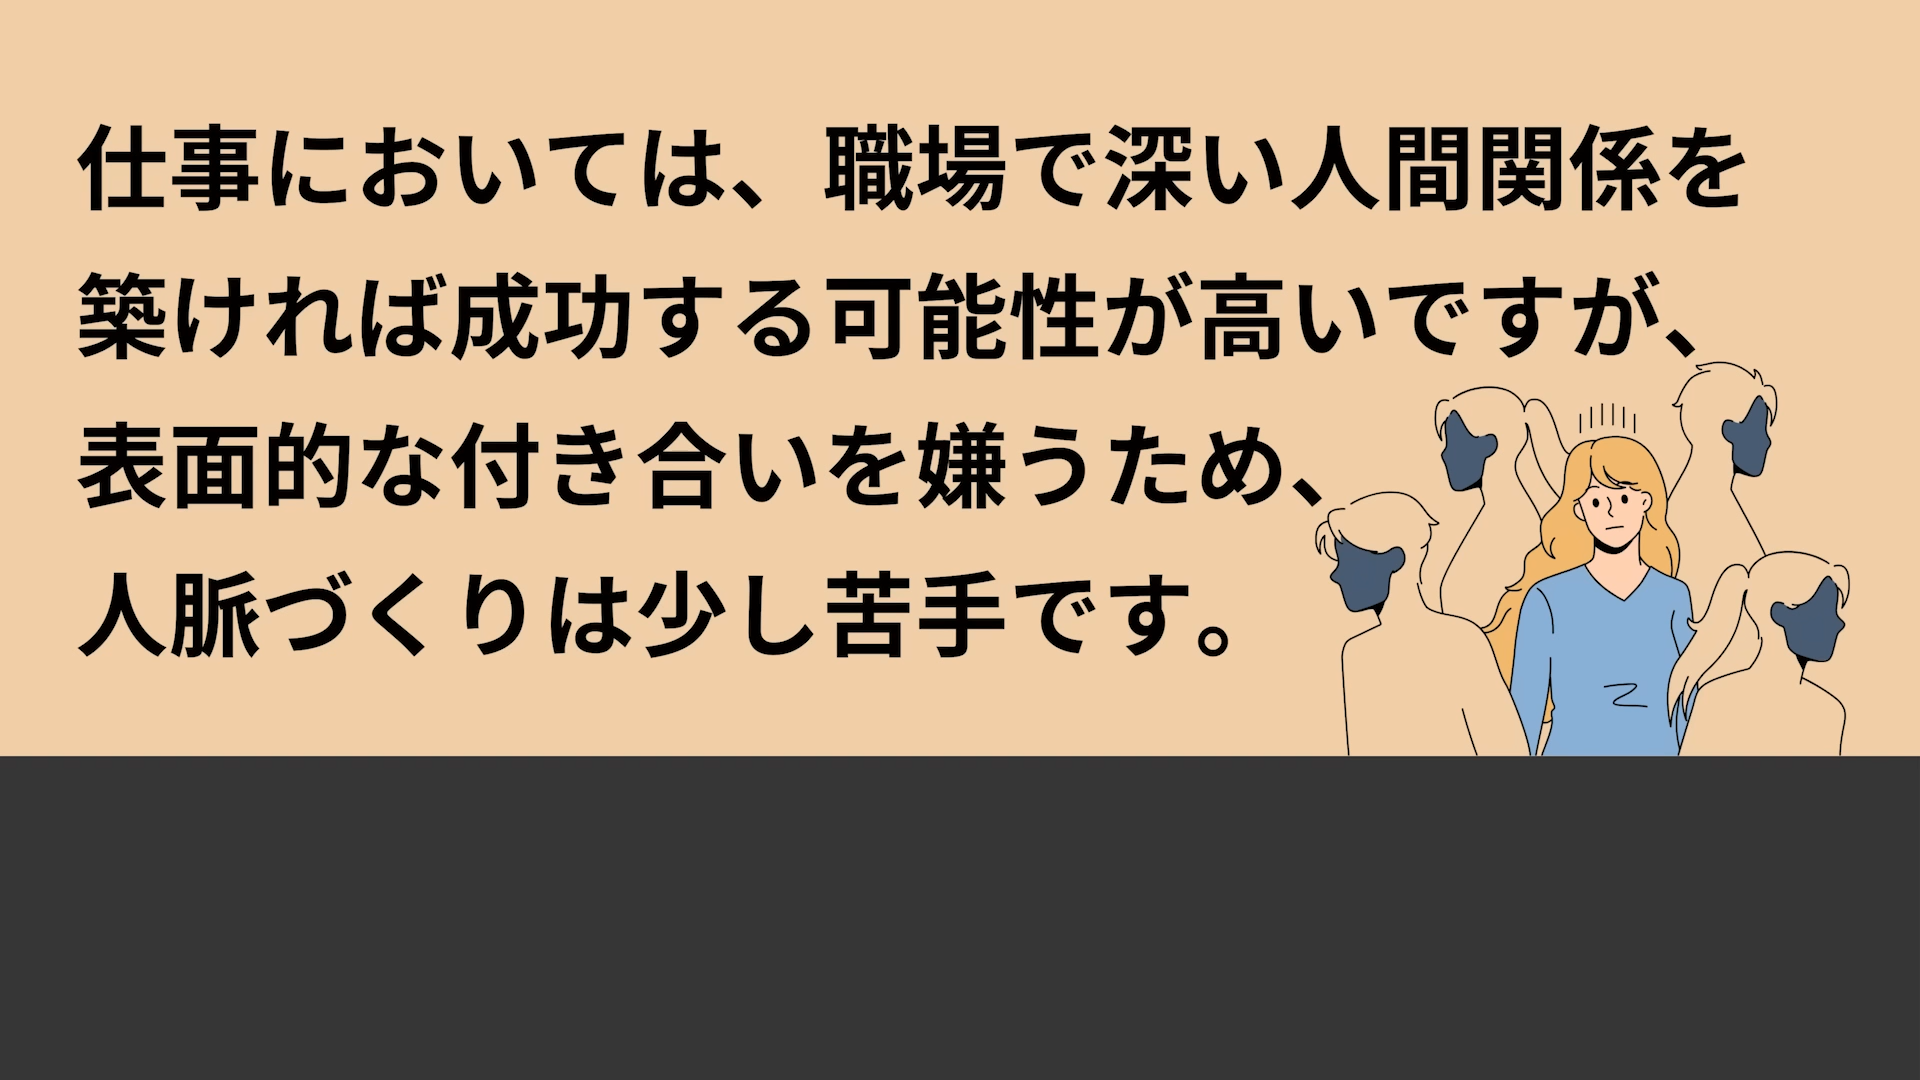 仕事においては、職場で深い人間関係を
築ければ成功する可能性が高いですが、
表面的な付き合いを嫌うため、
人脈づくりは少し苦手です。